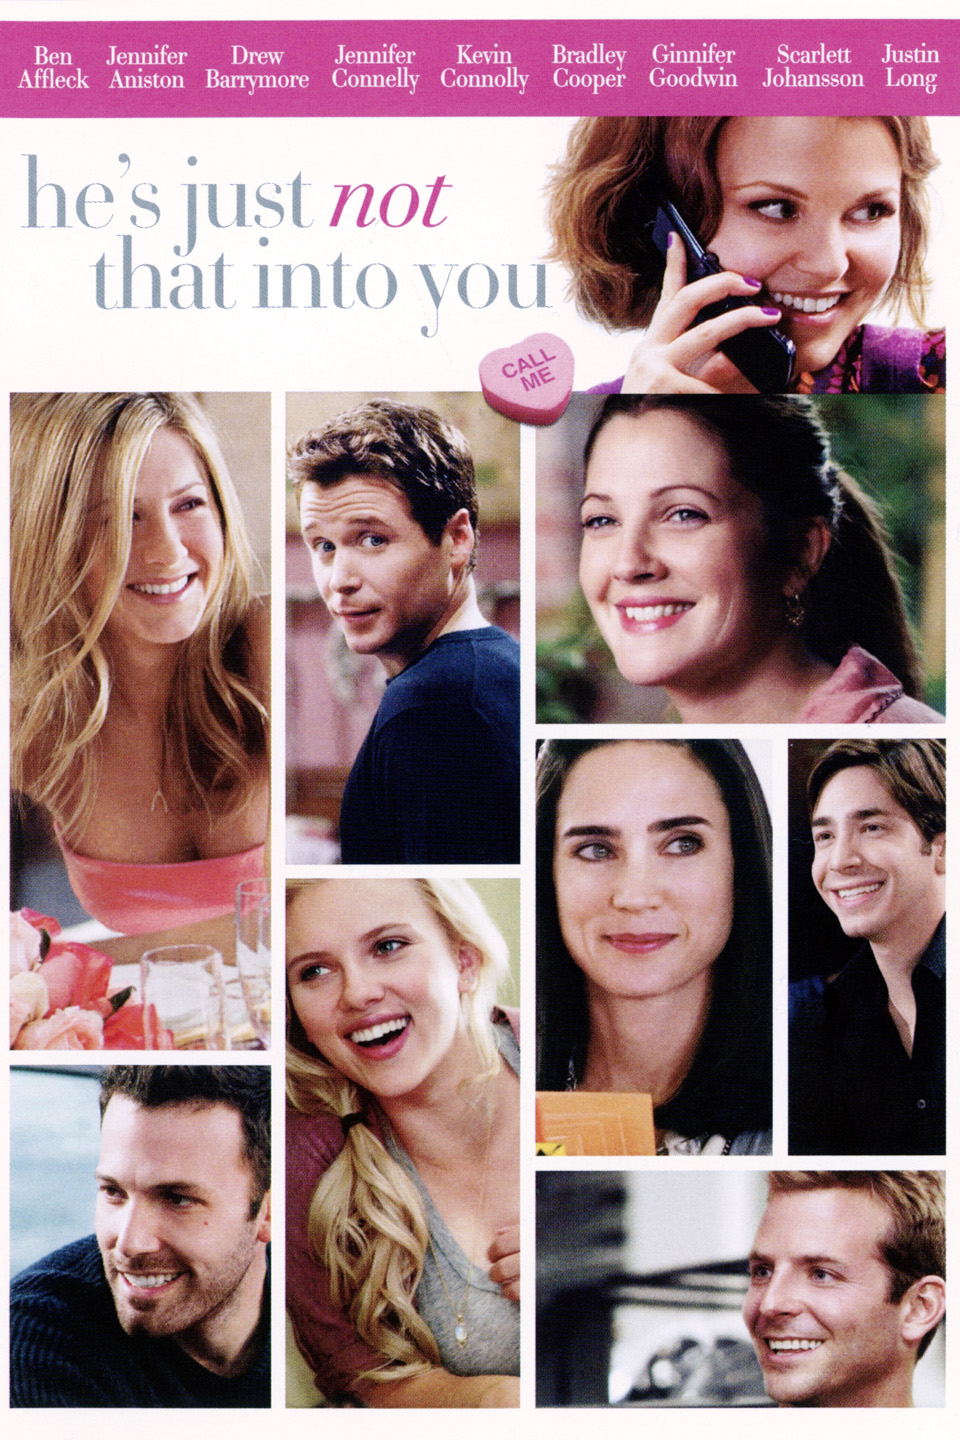 Ben Jennifer Drew Jennifer Kevin Bradley Ginnifer Scarlett Justin
Affleck Aniston Barrymore Connelly Connolly Cooper Goodwin Johansson Long
he's just not
that into you
CALL
ME